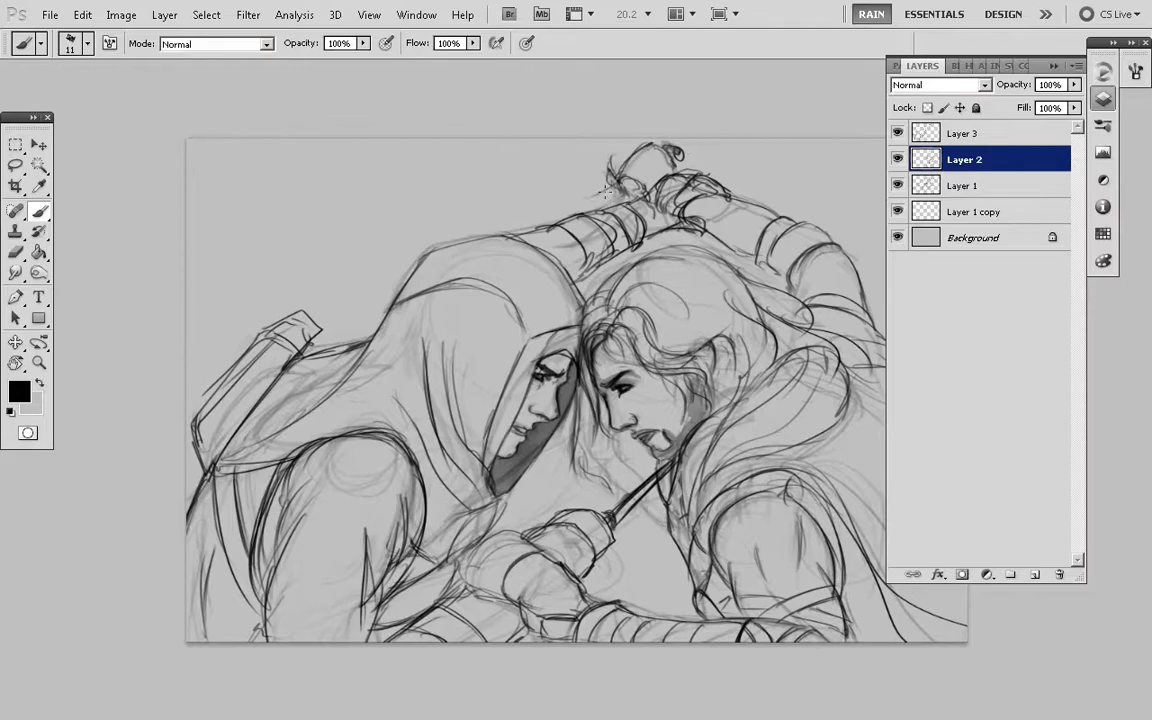 Ps File Edit Image Layer Select Filter Analysis 3D View Window Help Br Mb 20.2 RAIN ESSENTIALS DESIGN CS Live
11 Mode: Normal Opacity: 100% Flow: 100%
LAYERS
Normal Opacity: 100%
Lock: Fill: 100%
Layer 3
Layer 2
Layer 1
Layer 1 copy
Background